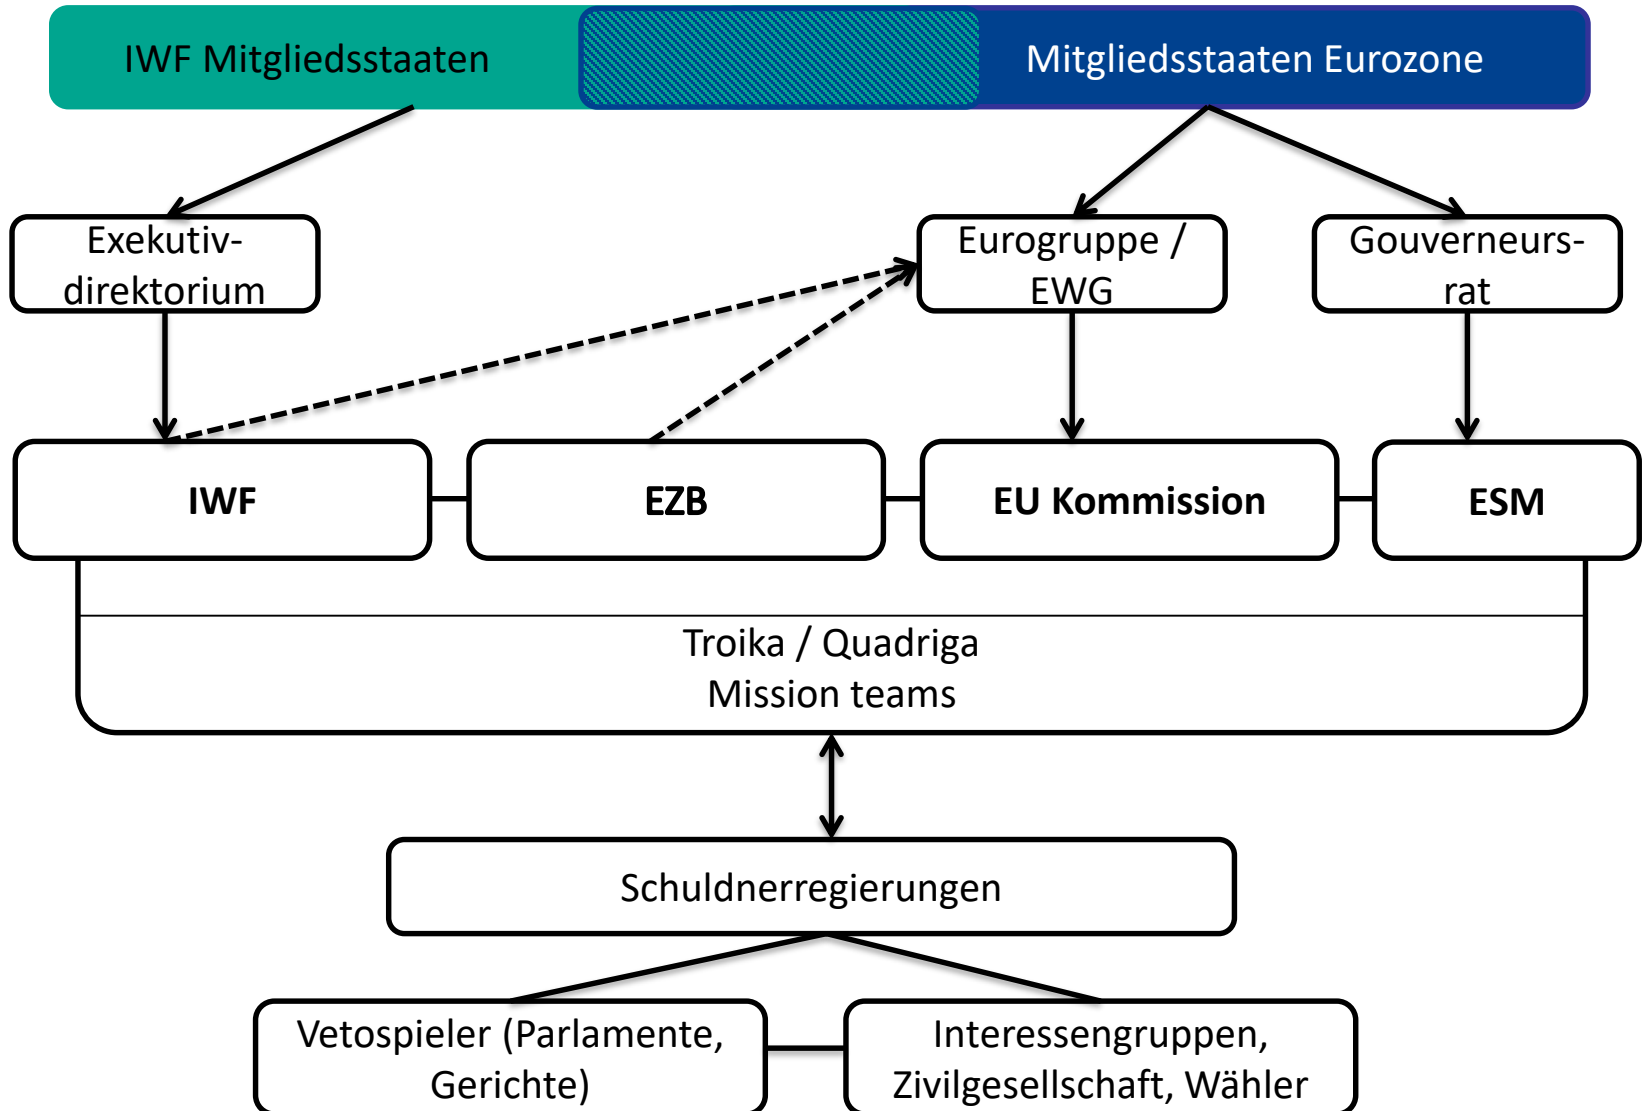 IWF Mitgliedsstaaten
Mitgliedsstaaten Eurozone
Exekutiv-
direktorium
Eurogruppe /
EWG
Gouverneurs-
rat
IWF
EZB
EU Kommission
ESM
Troika / Quadriga
Mission teams
Schuldnerregierungen
Vetospieler (Parlamente,
Gerichte)
Interessengruppen,
Zivilgesellschaft, Wähler